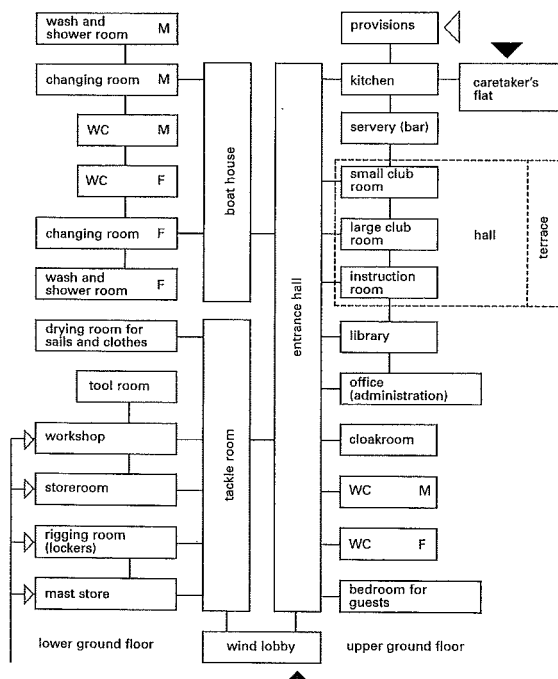 wash and
shower room M
changing room M
WC M
WC F
changing room F
wash and
shower room F
boat house
drying room for
sails and clothes
tool room
workshop
storeroom
rigging room
(lockers)
mast store
tackle room
lower ground floor
entrance hall
wind lobby
provisions
kitchen
caretaker's
flat
servery (bar)
small club
room
large club
room
instruction
room
hall
terrace
library
office
(administration)
cloakroom
WC M
WC F
bedroom for
guests
upper ground floor